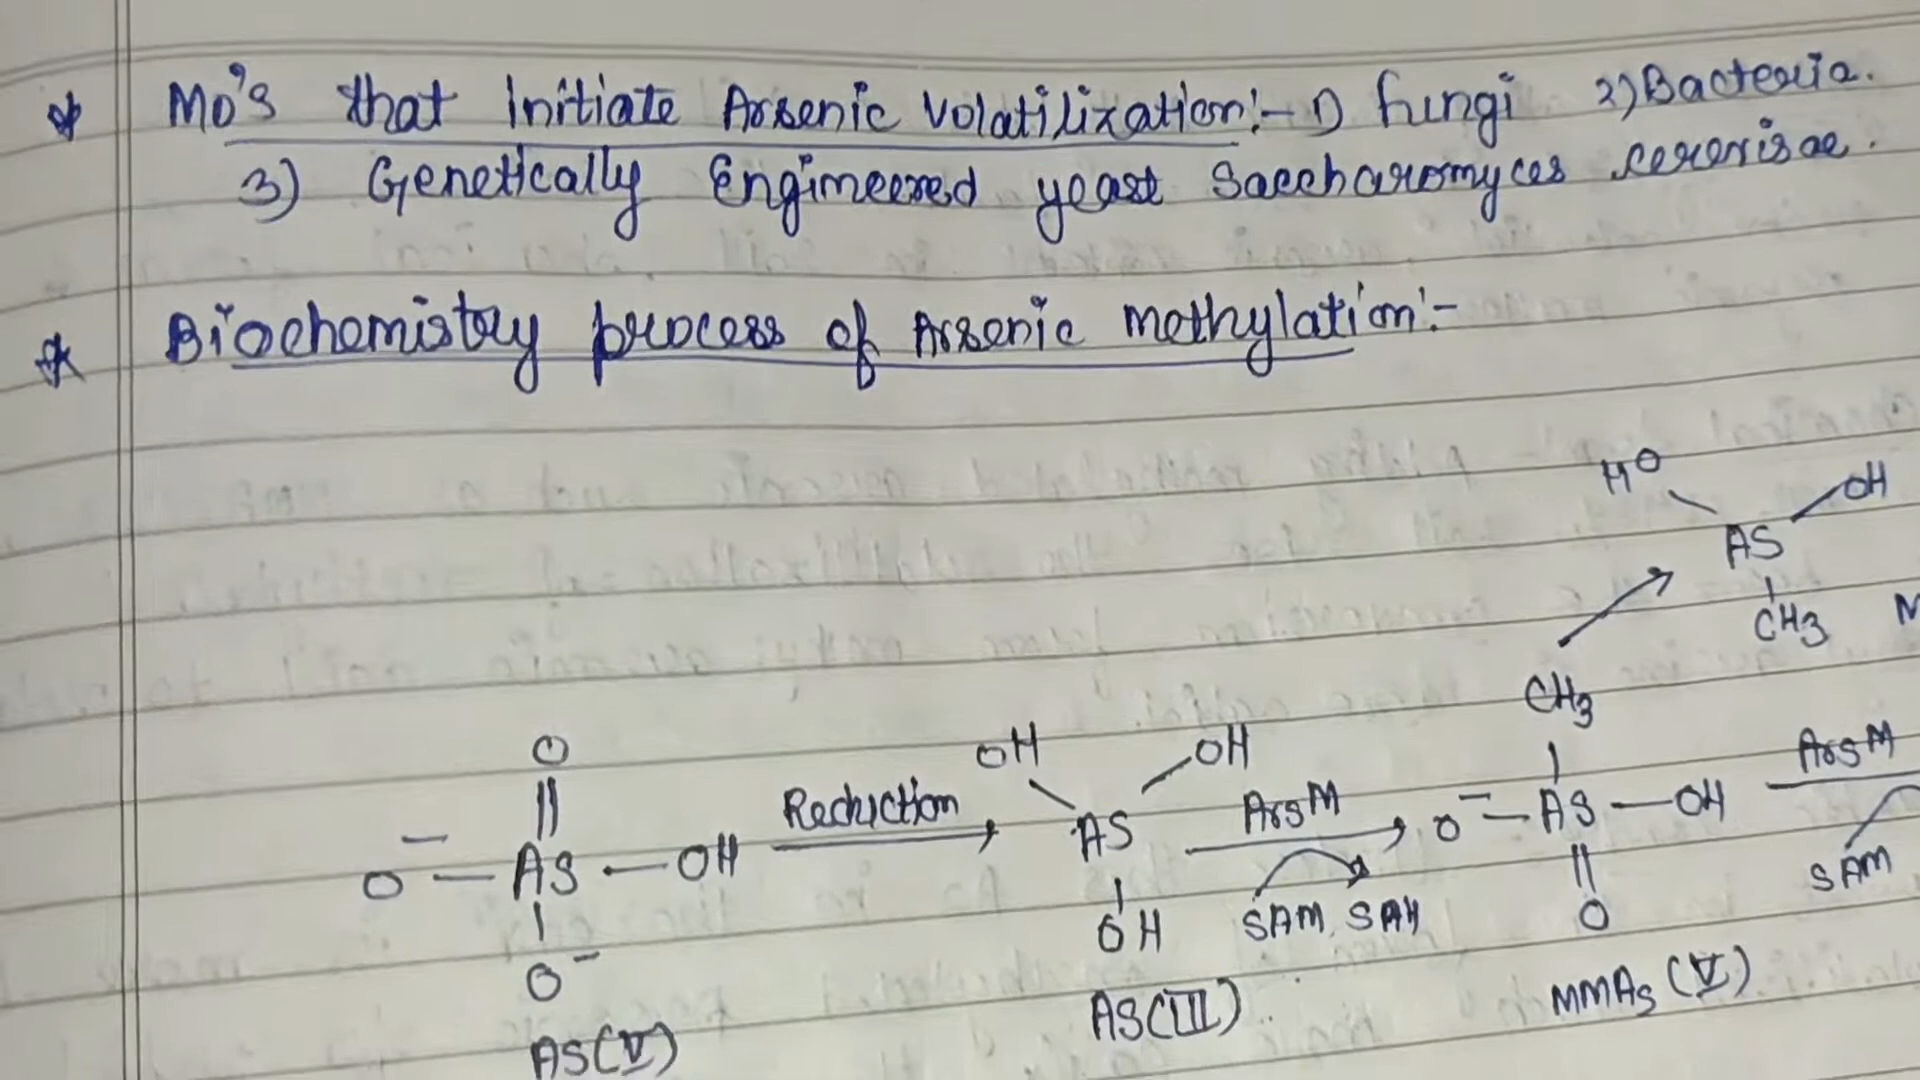 * Mo's that Initiate Arsenic Volatilization:- 1) fungi 2) Bacteria.
3) Genetically Engineered yeast Saccharomyces cerevisae.
* Biochemistry process of Arsenic methylation:-
HO
OH
AS
CH3
M
CH3
O
OH OH
Reduction
ArsM
ArsM
O⁻ — AS — OH
AS
O⁻ — AS — OH
SAM
O⁻
OH
SAM, SAH
O
AS(V)
AS(III)
MMAS (V)